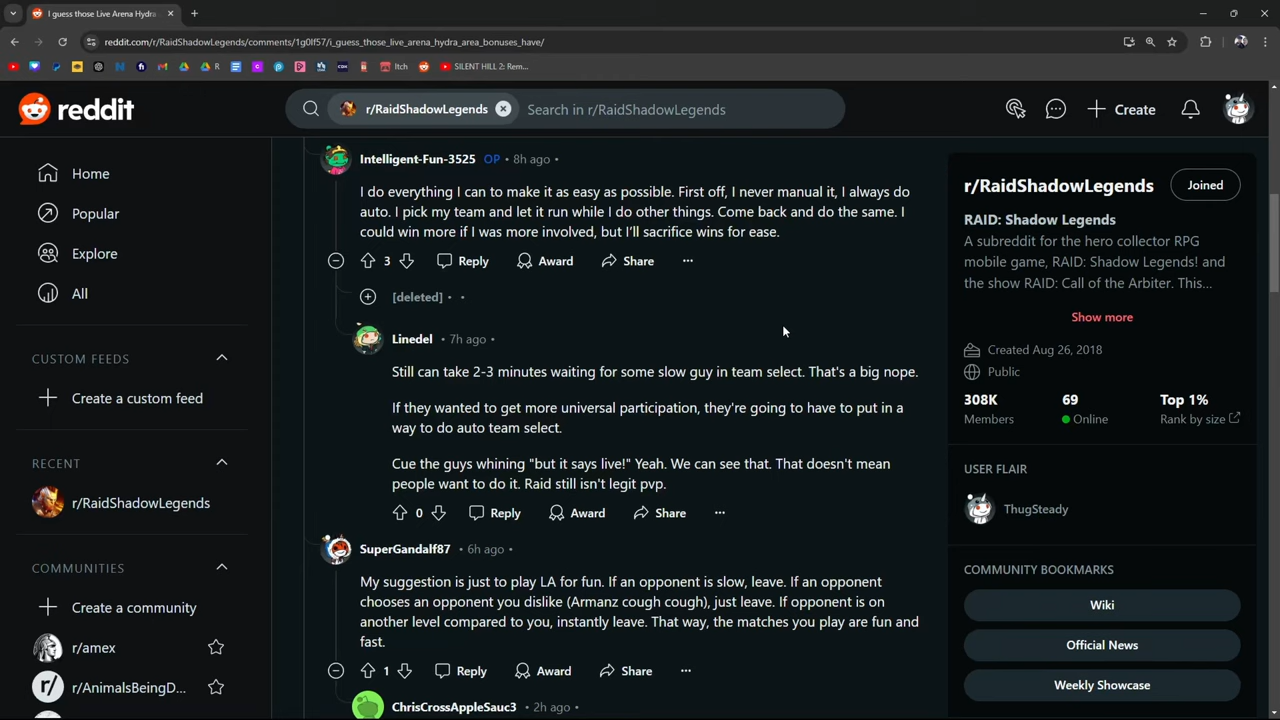 I guess those Live Arena Hydra
reddit.com/r/RaidShadowLegends/comments/1g0lf57/i_guess_those_live_arena_hydra_area_bonuses_have/
R
Itch
SILENT HILL 2: Rem...
reddit
r/RaidShadowLegends
Search in r/RaidShadowLegends
Create
Home
Popular
Explore
All
CUSTOM FEEDS
Create a custom feed
RECENT
r/RaidShadowLegends
COMMUNITIES
Create a community
r/amex
r/AnimalsBeingD...
Intelligent-Fun-3525 OP • 8h ago •
I do everything I can to make it as easy as possible. First off, I never manual it, I always do
auto. I pick my team and let it run while I do other things. Come back and do the same. I
could win more if I was more involved, but I'll sacrifice wins for ease.
3 Reply Award Share
[deleted] • •
Linedel • 7h ago •
Still can take 2-3 minutes waiting for some slow guy in team select. That's a big nope.
If they wanted to get more universal participation, they're going to have to put in a
way to do auto team select.
Cue the guys whining "but it says live!" Yeah. We can see that. That doesn't mean
people want to do it. Raid still isn't legit pvp.
0 Reply Award Share
SuperGandalf87 • 6h ago •
My suggestion is just to play LA for fun. If an opponent is slow, leave. If an opponent
chooses an opponent you dislike (Armanz cough cough), just leave. If opponent is on
another level compared to you, instantly leave. That way, the matches you play are fun and
fast.
1 Reply Award Share
ChrisCrossAppleSauc3 • 2h ago •
r/RaidShadowLegends
Joined
RAID: Shadow Legends
A subreddit for the hero collector RPG
mobile game, RAID: Shadow Legends! and
the show RAID: Call of the Arbiter. This...
Show more
Created Aug 26, 2018
Public
308K 69 Top 1%
Members Online Rank by size
USER FLAIR
ThugSteady
COMMUNITY BOOKMARKS
Wiki
Official News
Weekly Showcase